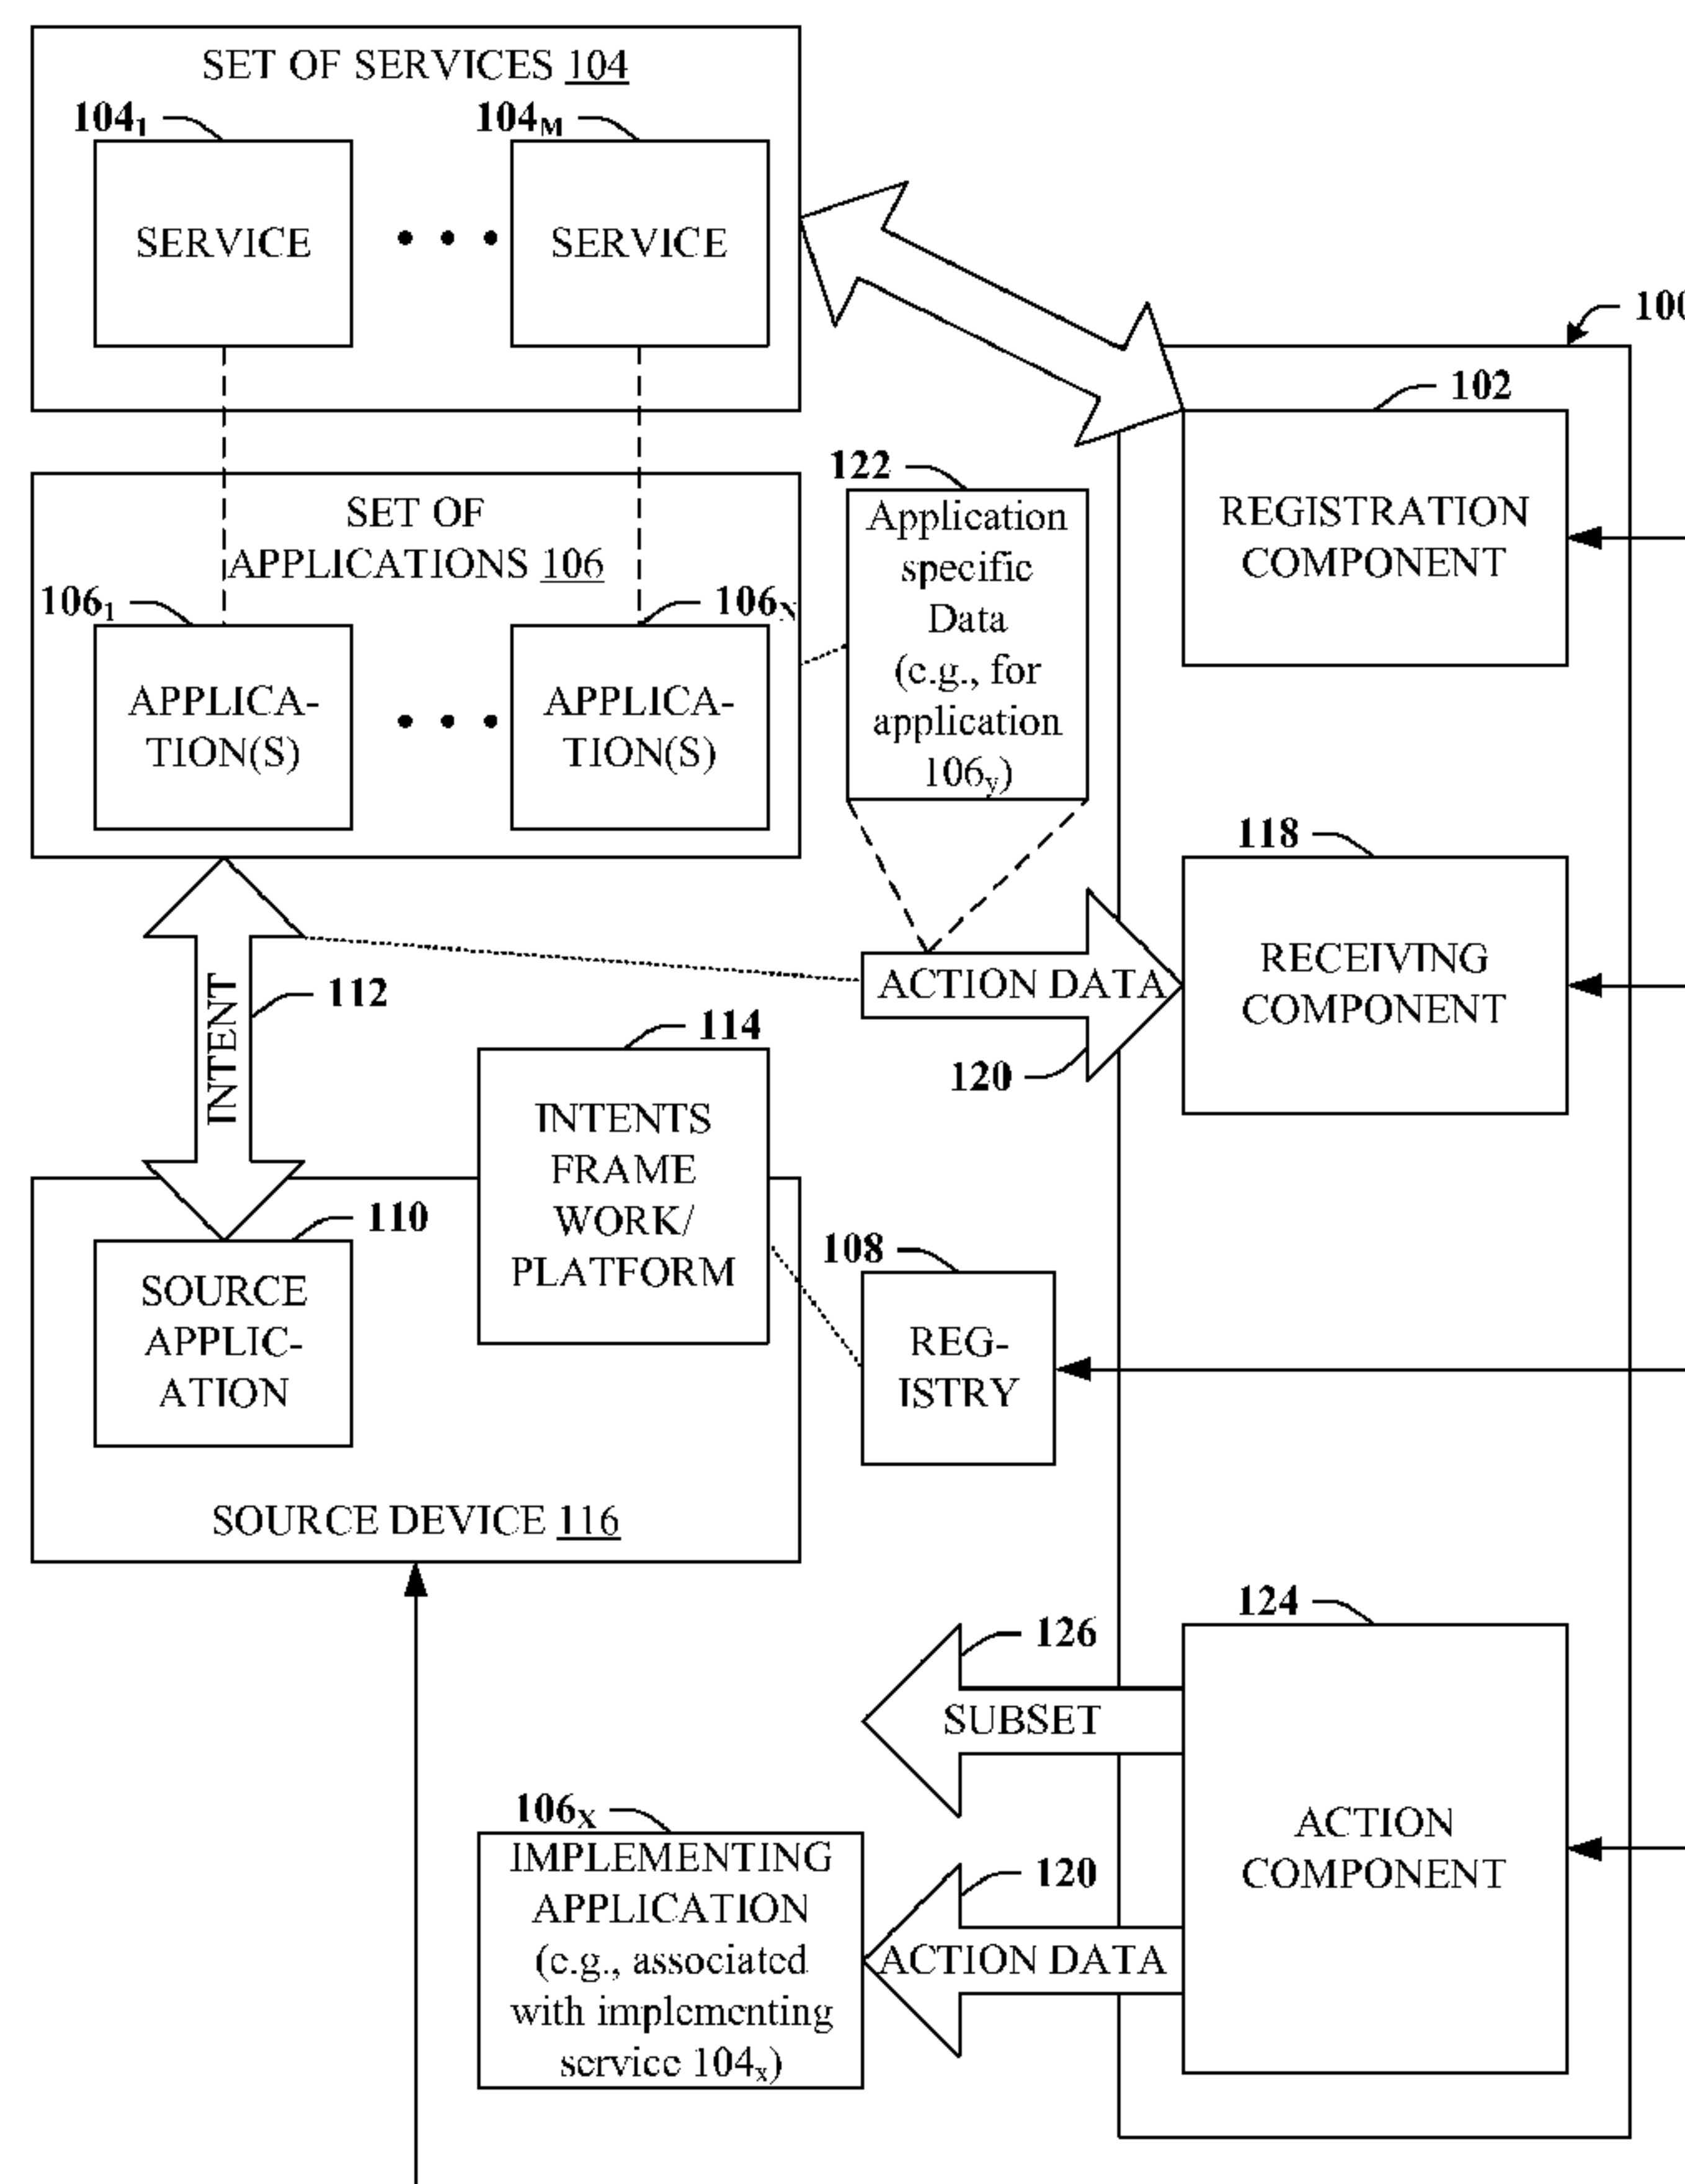 SET OF SERVICES 104
104₁
104M
SERVICE
SERVICE
100
102
REGISTRATION
COMPONENT
SET OF
APPLICATIONS 106
106₁
106N
APPLICA-
TION(S)
APPLICA-
TION(S)
122
Application
specific
Data
(e.g., for
application
106y)
118
RECEIVING
COMPONENT
ACTION DATA
120
INTENT
112
114
INTENTS
FRAME
WORK/
PLATFORM
110
SOURCE
APPLIC-
ATION
SOURCE DEVICE 116
108
REG-
ISTRY
124
ACTION
COMPONENT
126
SUBSET
120
ACTION DATA
106X
IMPLEMENTING
APPLICATION
(e.g., associated
with implementing
service 104x)